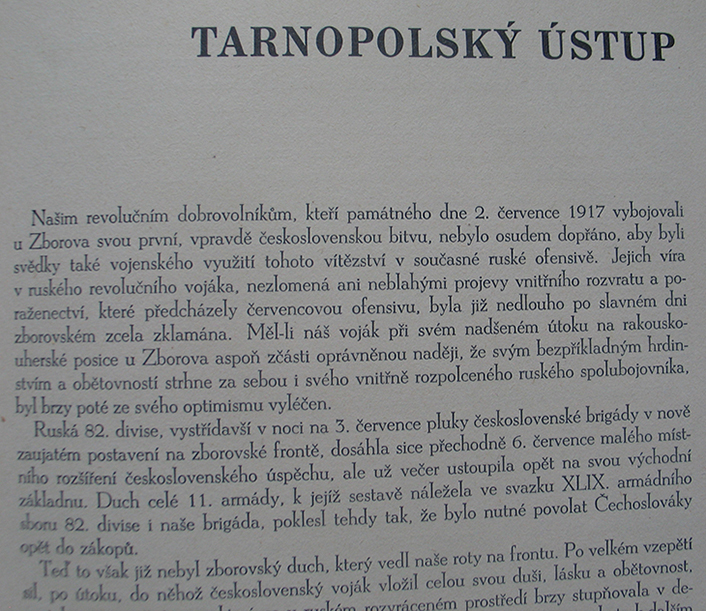 TARNOPOLSKÝ ÚSTUP
Našim revolučním dobrovolníkům, kteří památného dne 2. července 1917 vybojovali
u Zborova svou první, vpravdě československou bitvu, nebylo osudem dopřáno, aby byli
svědky také vojenského využití tohoto vítězství v současné ruské ofensivě. Jejich víra
v ruského revolučního vojáka, nezlomená ani neblahými projevy vnitřního rozvratu a po-
raženectví, které předcházely červencovou ofensivu, byla již nedlouho po slavném dni
zborovském zcela zklamána. Měl-li náš voják při svém nadšeném útoku na rakousko-
uherské posice u Zborova aspoň zčásti oprávněnou naději, že svým bezpříkladným hrdin-
stvím a obětovností strhne za sebou i svého vnitřně rozpolceného ruského spolubojovníka,
byl brzy poté ze svého optimismu vyléčen.
Ruská 82. divise, vystřídavší v noci na 3. července pluky československé brigády v nově
zaujatém postavení na zborovské frontě, dosáhla sice přechodně 6. července malého míst-
ního rozšíření československého úspěchu, ale už večer ustoupila opět na svou východní
základnu. Duch celé 11. armády, k jejíž sestavě náležela ve svazku XLIX. armádního
sboru 82. divise i naše brigáda, poklesl tehdy tak, že bylo nutné povolat Čechoslováky
opět do zákopů.
Teď to však již nebyl zborovský duch, který vedl naše roty na frontu. Po velkém vzepětí
sil, po útoku, do něhož československý voják vložil celou svou duši, lásku a obětovnost,
ruském rozvráceném prostředí brzy stupňovala v de-